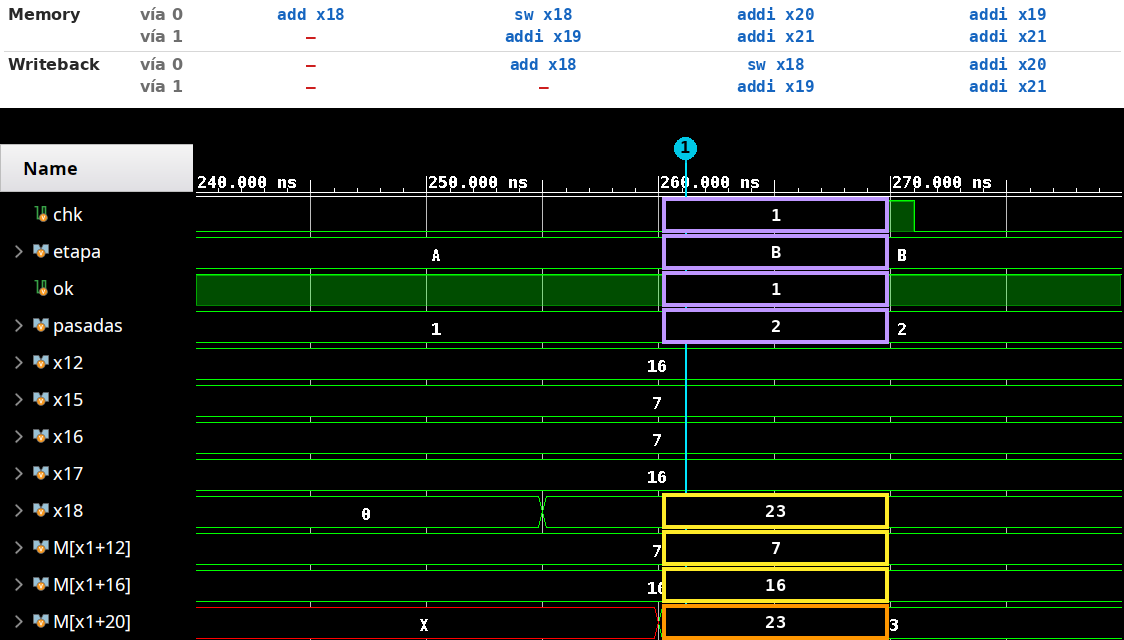 Memory vía 0 add x18 sw x18 addi x20 addi x19
vía 1 — addi x19 addi x21 addi x21
Writeback vía 0 — add x18 sw x18 addi x20
vía 1 — — addi x19 addi x21
1
Name 240.000 ns 250.000 ns 260.000 ns 270.000 ns
chk 1
etapa A B B
ok 1
pasadas 1 2 2
x12 16
x15 7
x16 7
x17 16
x18 0 23
M[x1+12] 7 7
M[x1+16] 16 16
M[x1+20] X 23 3